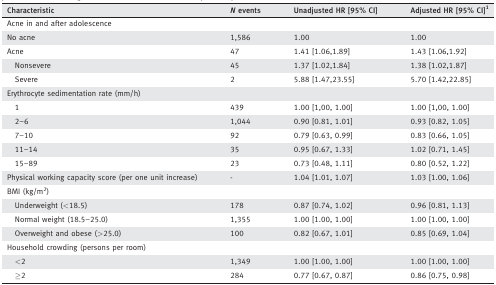 Characteristic N events Unadjusted HR [95% CI] Adjusted HR [95% CI]1
Acne in and after adolescence
No acne 1,586 1.00 1.00
Acne 47 1.41 [1.06,1.89] 1.43 [1.06,1.92]
Nonsevere 45 1.37 [1.02,1.84] 1.38 [1.02,1.87]
Severe 2 5.88 [1.47,23.55] 5.70 [1.42,22.85]
Erythrocyte sedimentation rate (mm/h)
1 439 1.00 [1,00, 1.00] 1.00 [1,00, 1.00]
2–6 1,044 0.90 [0.81, 1.01] 0.93 [0.82, 1.05]
7–10 92 0.79 [0.63, 0.99] 0.83 [0.66, 1.05]
11–14 35 0.95 [0.67, 1.33] 1.02 [0.71, 1.45]
15–89 23 0.73 [0.48, 1.11] 0.80 [0.52, 1.22]
Physical working capacity score (per one unit increase) - 1.04 [1.01, 1.07] 1.03 [1.00, 1.06]
BMI (kg/m²)
Underweight (<18.5) 178 0.87 [0.74, 1.02] 0.96 [0.81, 1.13]
Normal weight (18.5–25.0) 1,355 1.00 [1.00, 1.00] 1.00 [1.00, 1.00]
Overweight and obese (>25.0) 100 0.82 [0.67, 1.01] 0.85 [0.69, 1.04]
Household crowding (persons per room)
<2 1,349 1.00 [1.00, 1.00] 1.00 [1.00, 1.00]
≥2 284 0.77 [0.67, 0.87] 0.86 [0.75, 0.98]